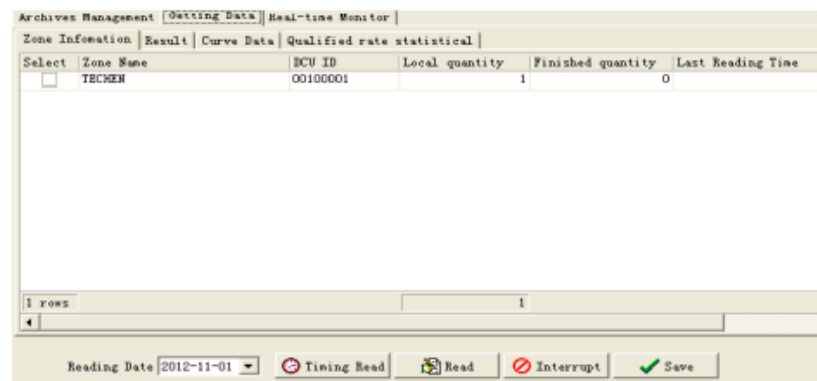 Archives Management Getting Data Real-time Monitor
Zone Infomation Result Curve Data Qualified rate statistical
Select Zone Name DCU ID Local quantity Finished quantity Last Reading Time
TECHEN 00100001 1 0
1 rows 1
Reading Date 2012-11-01 Timing Read Read Interrupt Save